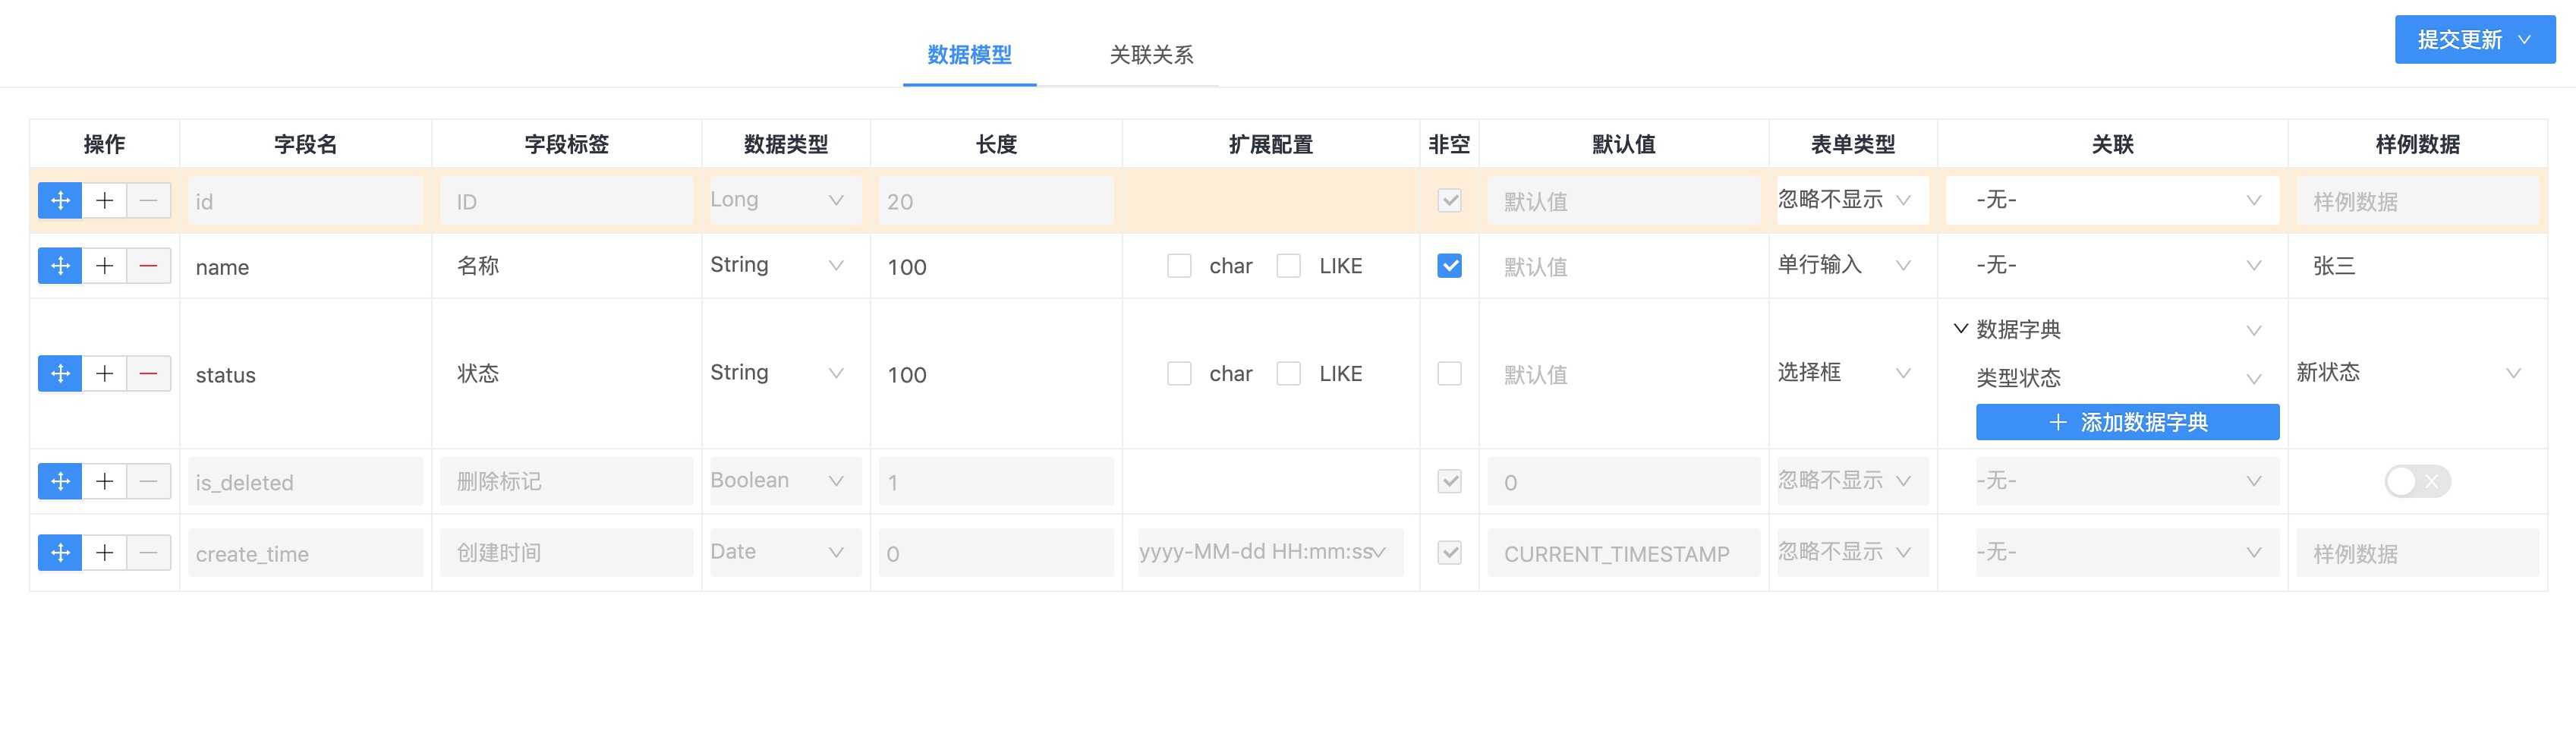 提交更新
数据模型 关联关系
操作 字段名 字段标签 数据类型 长度 扩展配置 非空 默认值 表单类型 关联 样例数据
id ID Long 20 默认值 忽略不显示 -无- 样例数据
name 名称 String 100 char LIKE 默认值 单行输入 -无- 张三
status 状态 String 100 char LIKE 默认值 选择框 数据字典 新状态
类型状态
+ 添加数据字典
is_deleted 删除标记 Boolean 1 0 忽略不显示 -无- X
create_time 创建时间 Date 0 yyyy-MM-dd HH:mm:ss CURRENT_TIMESTAMP 忽略不显示 -无- 样例数据